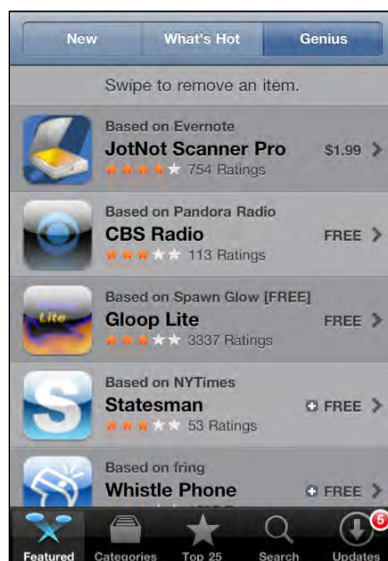 New What's Hot Genius
Swipe to remove an item.
Based on Evernote
JotNot Scanner Pro $1.99
754 Ratings
Based on Pandora Radio
CBS Radio FREE
113 Ratings
Based on Spawn Glow [FREE]
Lite
Gloop Lite FREE
3337 Ratings
Based on NYTimes
S
Statesman FREE
53 Ratings
Based on fring
Whistle Phone FREE
5
Featured Categories Top 25 Search Updates